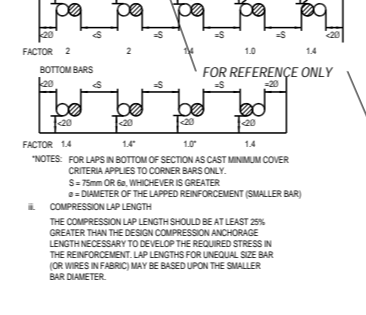 <S =S =S <2Ø
FACTOR 2 2 1.4 1.0 1.4
BOTTOM BARS
FOR REFERENCE ONLY
<2Ø <S =S =S =2Ø
<2Ø <2Ø <2Ø <2Ø
FACTOR 1.4 1.4* 1.0* 1.4
*NOTES: FOR LAPS IN BOTTOM OF SECTION AS CAST MINIMUM COVER
CRITERIA APPLIES TO CORNER BARS ONLY.
S = 75mm OR 6ø, WHICHEVER IS GREATER
ø = DIAMETER OF THE LAPPED REINFORCEMENT (SMALLER BAR)
iii. COMPRESSION LAP LENGTH
THE COMPRESSION LAP LENGTH SHOULD BE AT LEAST 25%
GREATER THAN THE DESIGN COMPRESSION ANCHORAGE
LENGTH NECESSARY TO DEVELOP THE REQUIRED STRESS IN
THE REINFORCEMENT. LAP LENGTHS FOR UNEQUAL SIZE BAR
(OR WIRES IN FABRIC) MAY BE BASED UPON THE SMALLER
BAR DIAMETER.